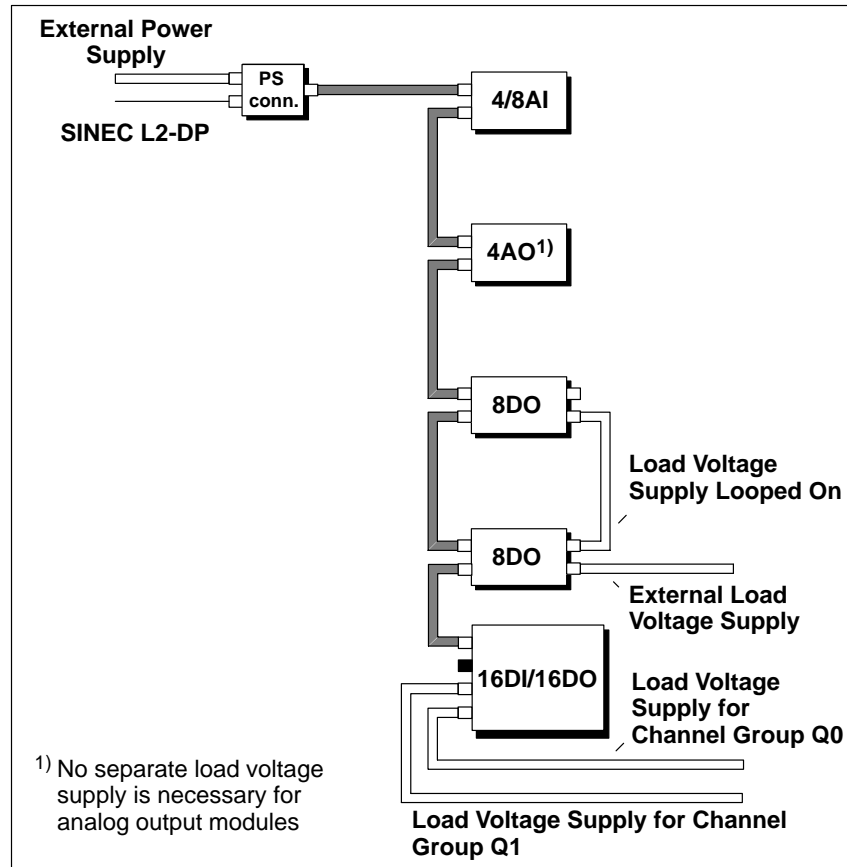 External Power
Supply
PS
conn.
SINEC L2-DP
4/8AI
4AO1)
8DO
Load Voltage
Supply Looped On
8DO
External Load
Voltage Supply
16DI/16DO
Load Voltage
Supply for
Channel Group Q0
1) No separate load voltage
supply is necessary for
analog output modules
Load Voltage Supply for Channel
Group Q1